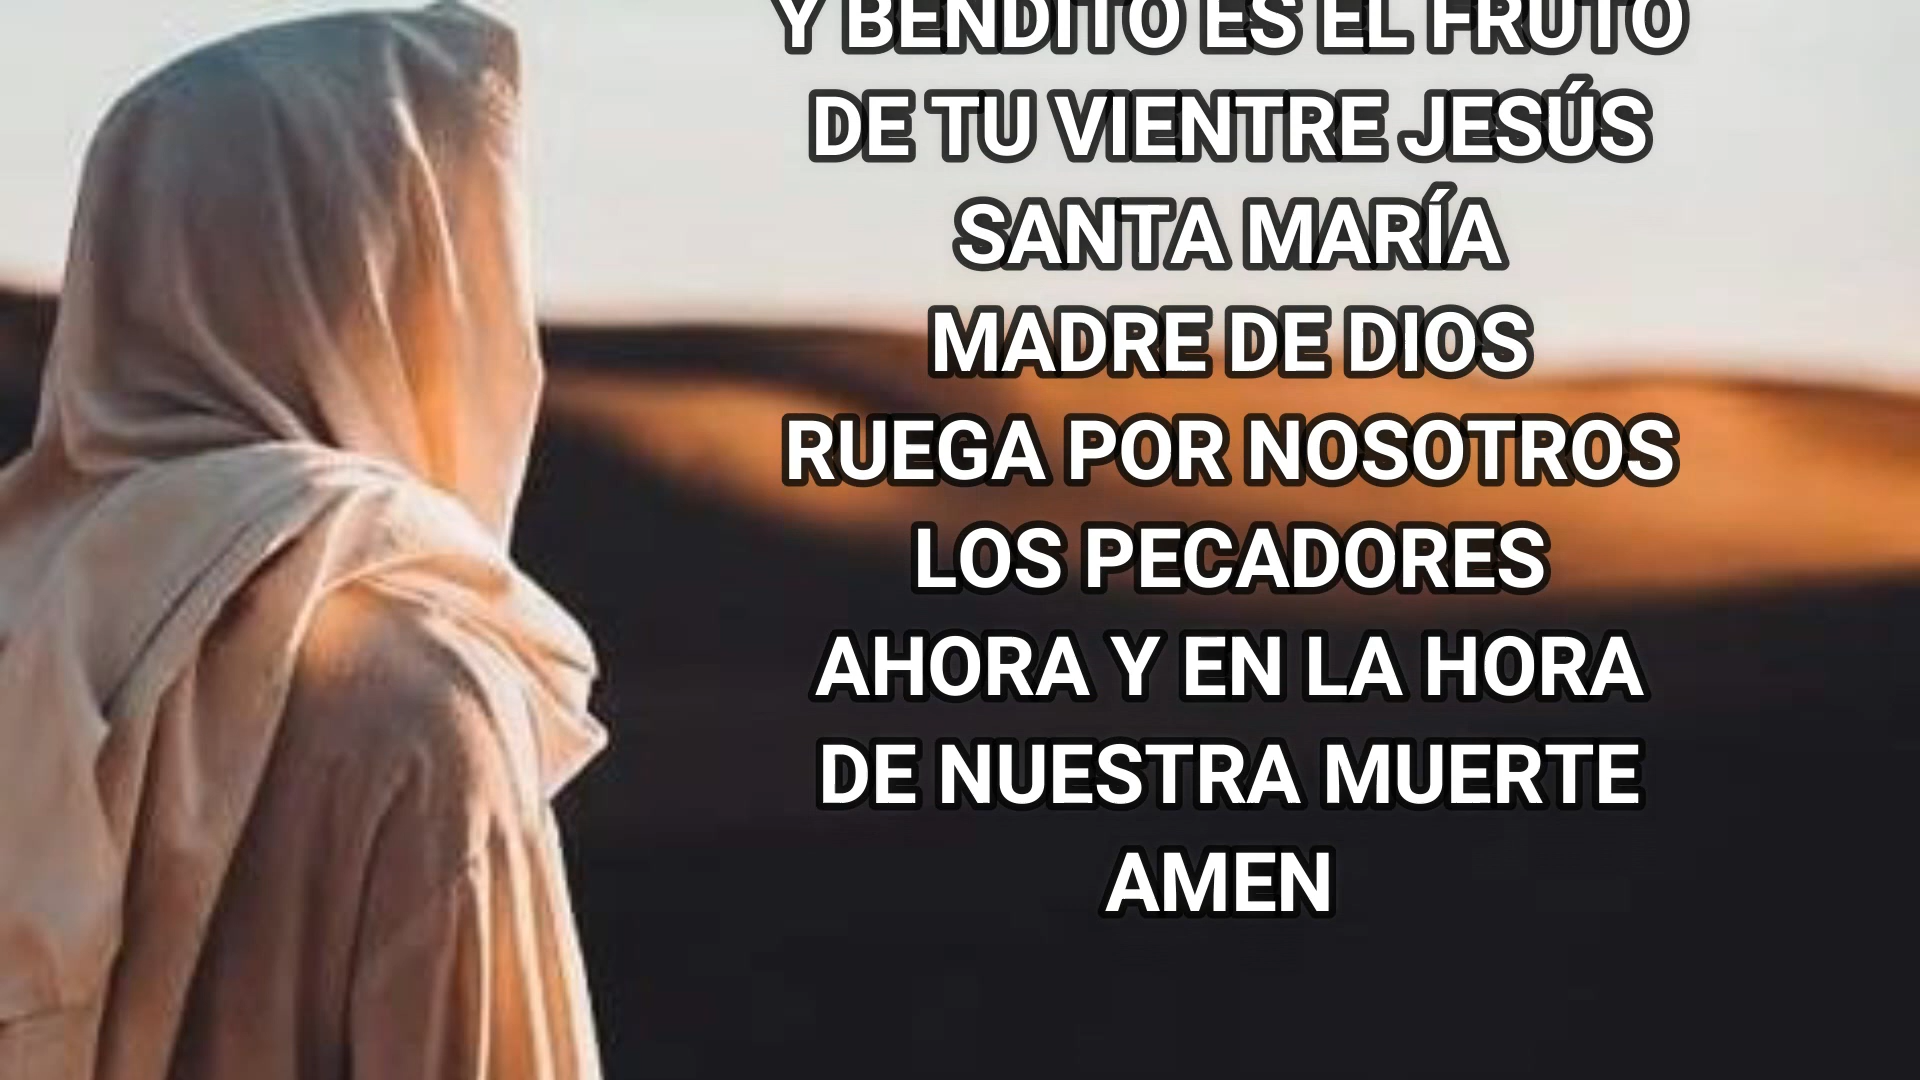 Y BENDITO ES EL FRUTO
DE TU VIENTRE JESÚS
SANTA MARÍA
MADRE DE DIOS
RUEGA POR NOSOTROS
LOS PECADORES
AHORA Y EN LA HORA
DE NUESTRA MUERTE
AMEN